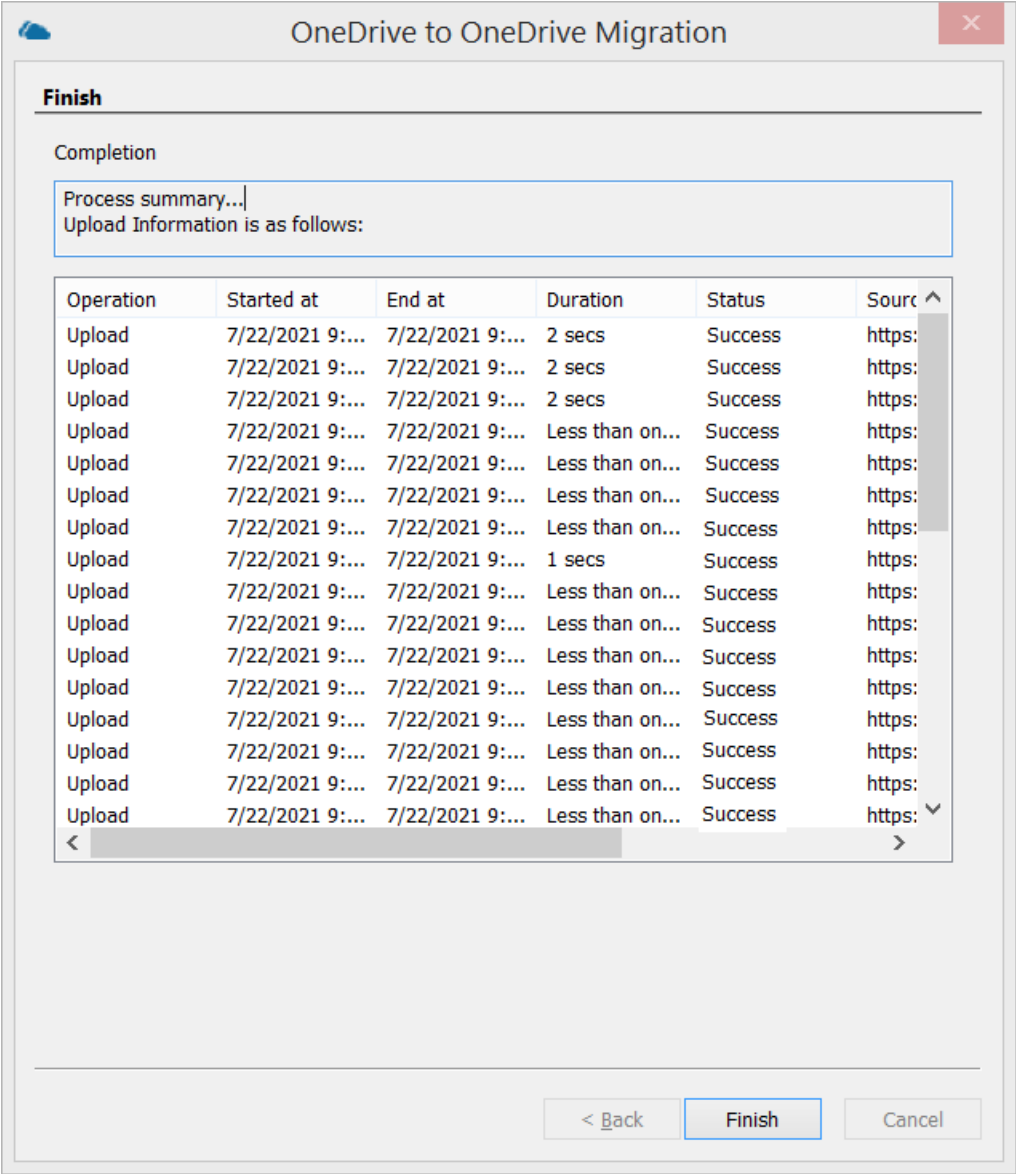 OneDrive to OneDrive Migration
Finish
Completion
Process summary...
Upload Information is as follows:
Operation Started at End at Duration Status Sourc
Upload 7/22/2021 9:... 7/22/2021 9:... 2 secs Success https:
Upload 7/22/2021 9:... 7/22/2021 9:... 2 secs Success https:
Upload 7/22/2021 9:... 7/22/2021 9:... 2 secs Success https:
Upload 7/22/2021 9:... 7/22/2021 9:... Less than on... Success https:
Upload 7/22/2021 9:... 7/22/2021 9:... Less than on... Success https:
Upload 7/22/2021 9:... 7/22/2021 9:... Less than on... Success https:
Upload 7/22/2021 9:... 7/22/2021 9:... Less than on... Success https:
Upload 7/22/2021 9:... 7/22/2021 9:... 1 secs Success https:
Upload 7/22/2021 9:... 7/22/2021 9:... Less than on... Success https:
Upload 7/22/2021 9:... 7/22/2021 9:... Less than on... Success https:
Upload 7/22/2021 9:... 7/22/2021 9:... Less than on... Success https:
Upload 7/22/2021 9:... 7/22/2021 9:... Less than on... Success https:
Upload 7/22/2021 9:... 7/22/2021 9:... Less than on... Success https:
Upload 7/22/2021 9:... 7/22/2021 9:... Less than on... Success https:
Upload 7/22/2021 9:... 7/22/2021 9:... Less than on... Success https:
Upload 7/22/2021 9:... 7/22/2021 9:... Less than on... Success https:
< Back Finish Cancel